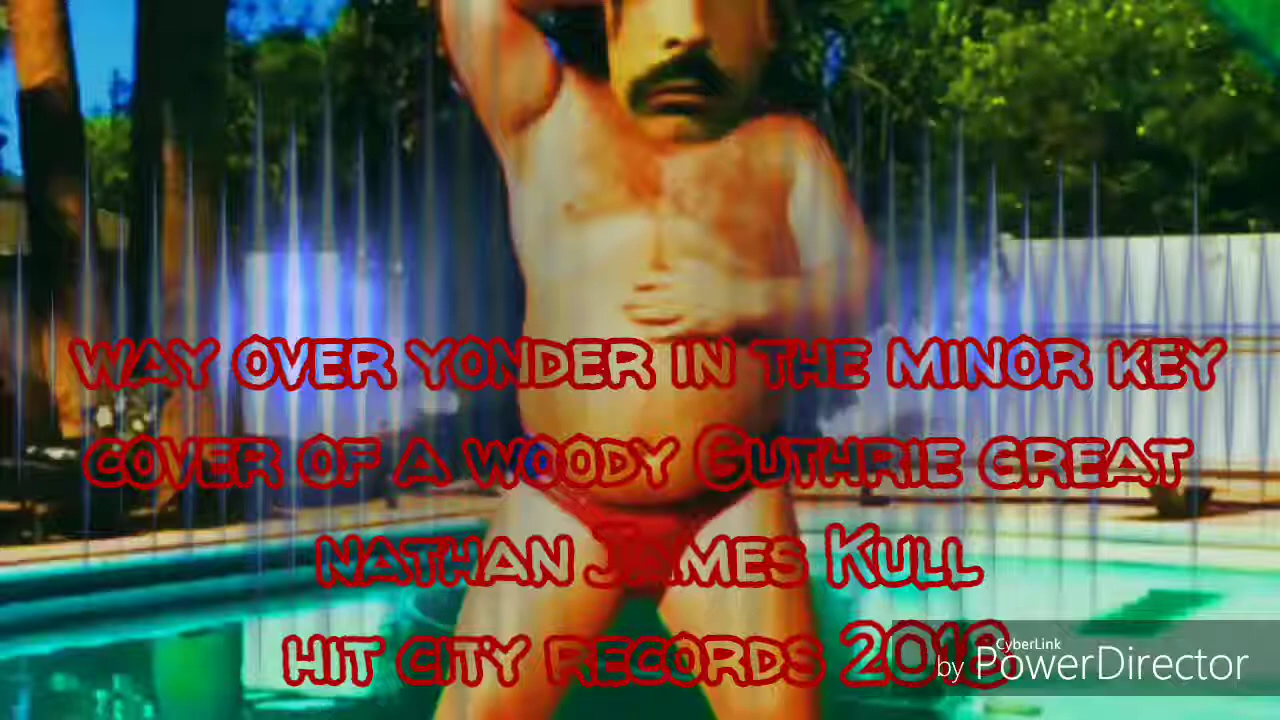 WAY OVER YONDER IN THE MINOR KEY
COVER OF A WOODY GUTHRIE GREAT
NATHAN JAMES KULL
HIT CITY RECORDS
CyberLink
by PowerDirector